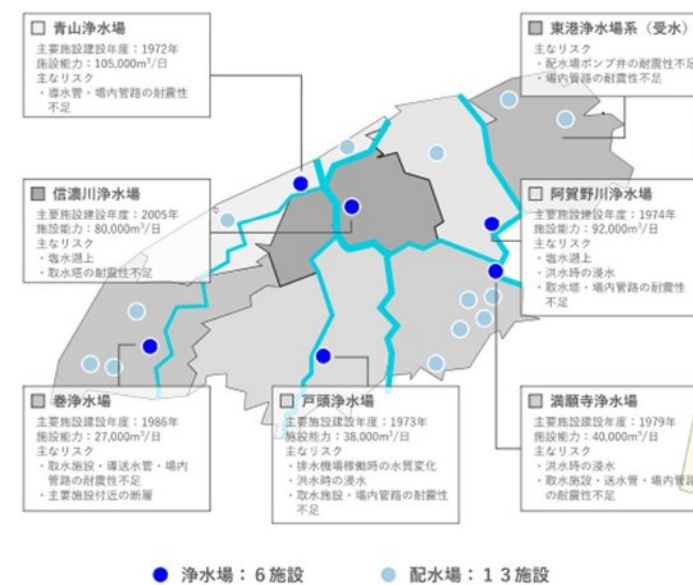 青山浄水場
主要施設建設年度：1972年
施設能力：105,000m³/日
主なリスク
・導水管・場内管路の耐震性
不足
東港浄水場系（受水）
主なリスク
・配水場ポンプ井の耐震性不足
・場内管路の耐震性不足
信濃川浄水場
主要施設建設年度：2005年
施設能力：80,000m³/日
主なリスク
・塩水遡上
・取水塔の耐震性不足
阿賀野川浄水場
主要施設建設年度：1974年
施設能力：92,000m³/日
主なリスク
・塩水遡上
・洪水時の浸水
・取水塔・場内管路の耐震性
不足
巻浄水場
主要施設建設年度：1986年
施設能力：27,000m³/日
主なリスク
・取水施設・導送水管・場内
管路の耐震性不足
・主要施設付近の断層
戸頭浄水場
主要施設建設年度：1973年
施設能力：38,000m³/日
主なリスク
・排水機場稼働時の水質変化
・洪水時の浸水
・取水施設・場内管路の耐震性
不足
満願寺浄水場
主要施設建設年度：1979年
施設能力：40,000m³/日
主なリスク
・洪水時の浸水
・取水施設・送水管・場内管路
の耐震性不足
浄水場：６施設
配水場：１３施設